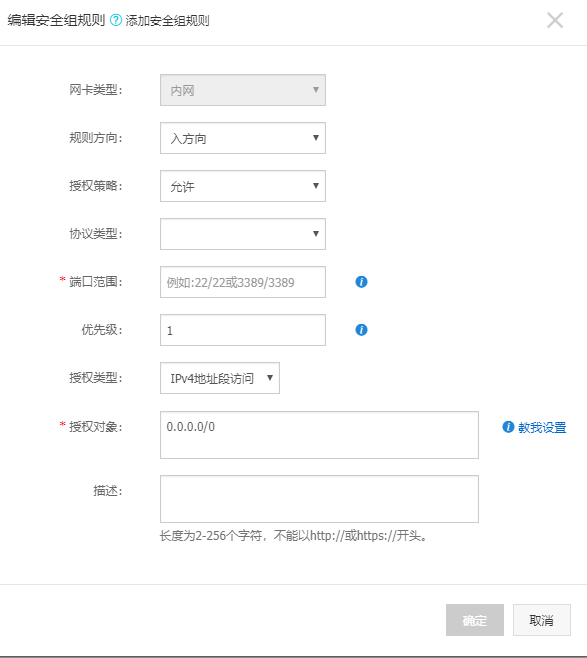 编辑安全组规则 ? 添加安全组规则
网卡类型： 内网
规则方向： 入方向
授权策略： 允许
协议类型：
* 端口范围： 例如:22/22或3389/3389
优先级： 1
授权类型： IPv4地址段访问
* 授权对象： 0.0.0.0/0 教我设置
描述：
长度为2-256个字符，不能以http://或https://开头。
确定 取消